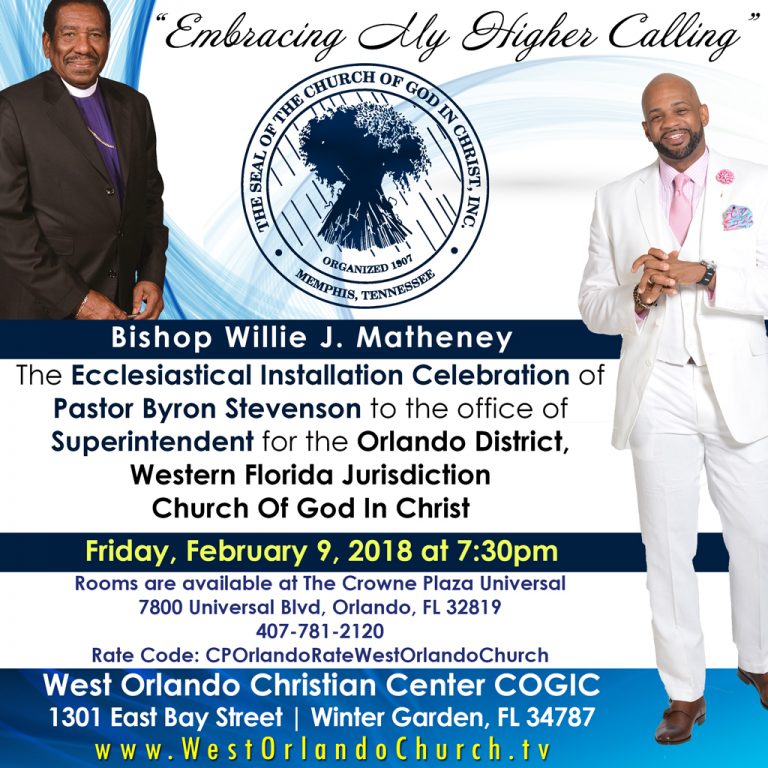 “Embracing My Higher Calling”
THE SEAL OF THE CHURCH OF GOD IN CHRIST, INC.
ORGANIZED 1907
MEMPHIS, TENNESSEE
Bishop Willie J. Matheney
The Ecclesiastical Installation Celebration of
Pastor Byron Stevenson to the office of
Superintendent for the Orlando District,
Western Florida Jurisdiction
Church Of God In Christ
Friday, February 9, 2018 at 7:30pm
Rooms are available at The Crowne Plaza Universal
7800 Universal Blvd, Orlando, FL 32819
407-781-2120
Rate Code: CPOrlandoRateWestOrlandoChurch
West Orlando Christian Center COGIC
1301 East Bay Street | Winter Garden, FL 34787
www.WestOrlandoChurch.tv